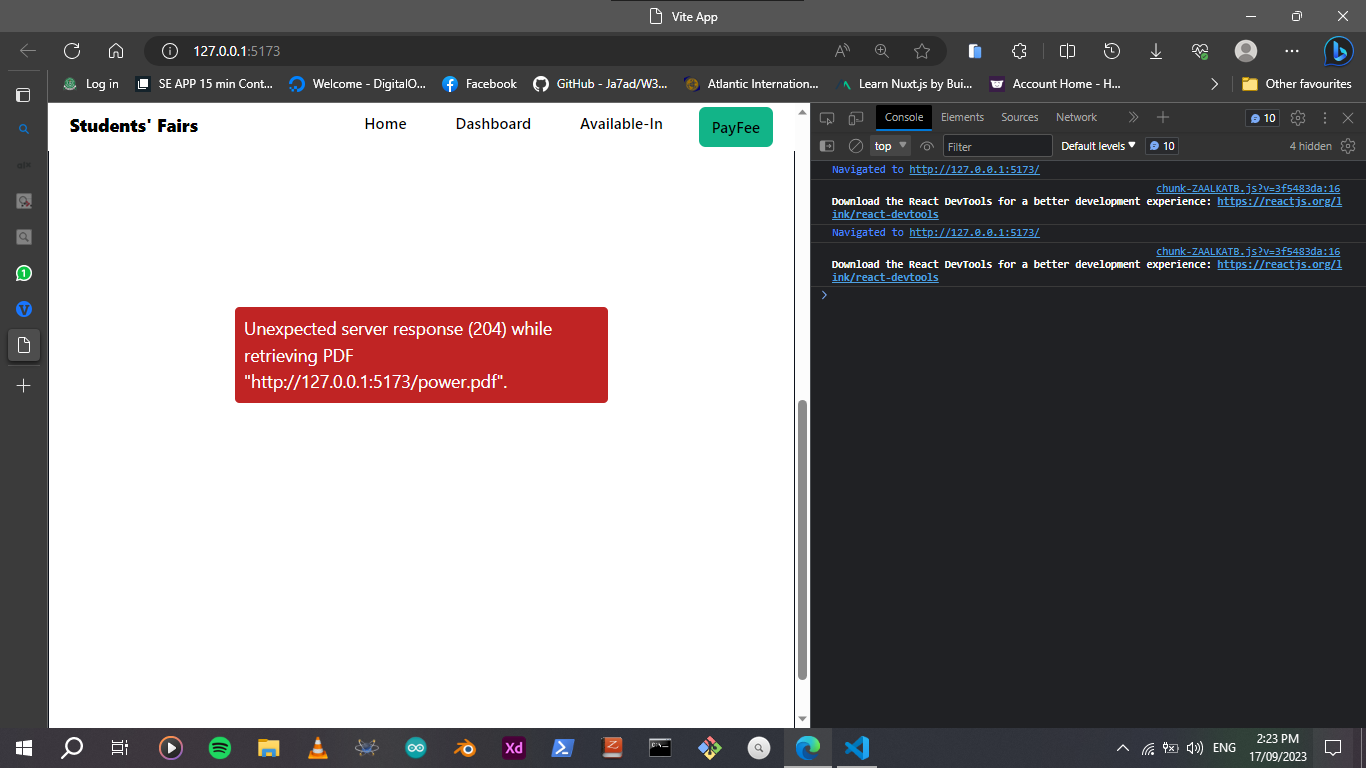 Vite App
127.0.0.1:5173
Log in
SE APP 15 min Cont...
Welcome - DigitalO...
Facebook
GitHub - Ja7ad/W3...
Atlantic Internation...
Learn Nuxt.js by Bui...
Account Home - H...
Other favourites
Students' Fairs
Home
Dashboard
Available-In
PayFee
Unexpected server response (204) while
retrieving PDF
"http://127.0.0.1:5173/power.pdf".
Console
Elements
Sources
Network
10
top
Filter
Default levels
10
4 hidden
Navigated to http://127.0.0.1:5173/
chunk-ZAALKATB.js?v=3f5483da:16
Download the React DevTools for a better development experience: https://reactjs.org/l
ink/react-devtools
Navigated to http://127.0.0.1:5173/
chunk-ZAALKATB.js?v=3f5483da:16
Download the React DevTools for a better development experience: https://reactjs.org/l
ink/react-devtools
1
Xd
ENG
2:23 PM
17/09/2023